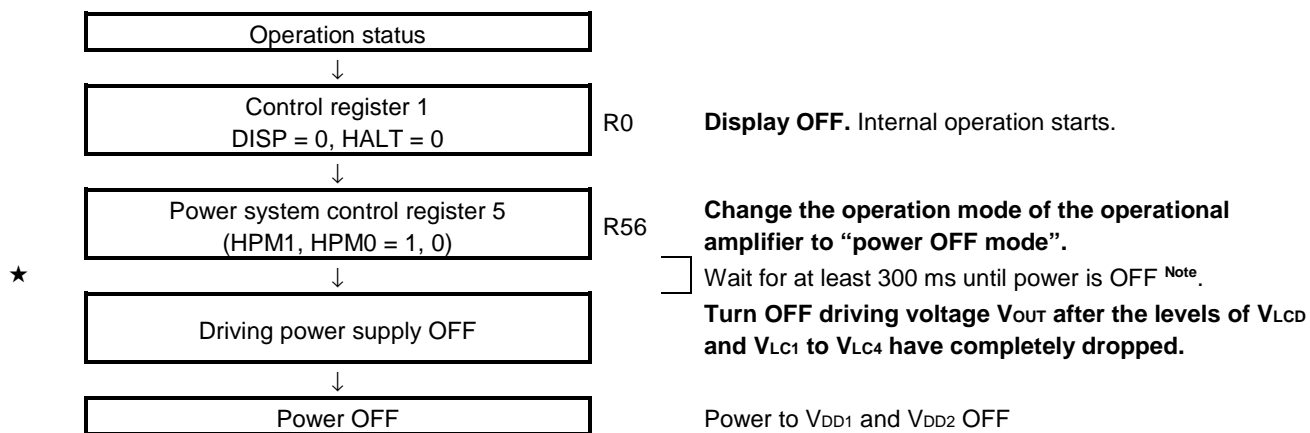 Operation status
↓
Control register 1
DISP = 0, HALT = 0
R0
Display OFF. Internal operation starts.
↓
Power system control register 5
(HPM1, HPM0 = 1, 0)
R56
Change the operation mode of the operational
amplifier to “power OFF mode”.
★
↓
Wait for at least 300 ms until power is OFF Note.
Driving power supply OFF
Turn OFF driving voltage VOUT after the levels of VLCD
and VLC1 to VLC4 have completely dropped.
↓
Power OFF
Power to VDD1 and VDD2 OFF